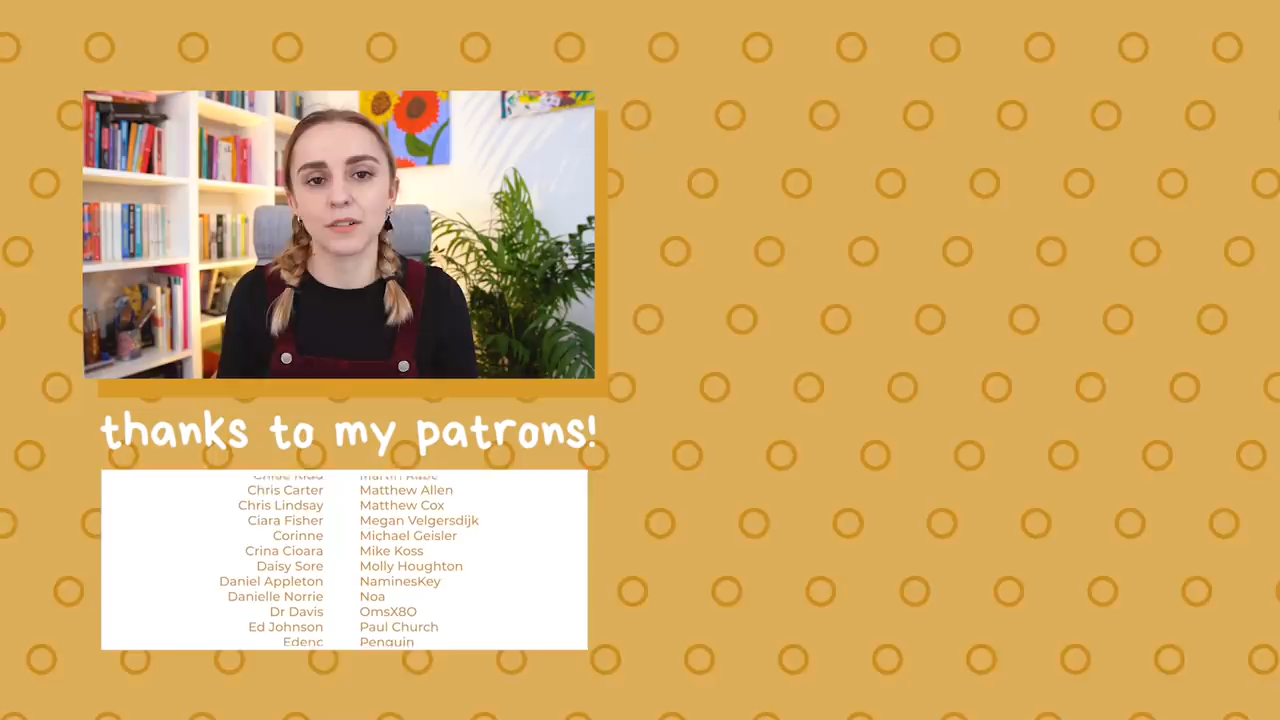 thanks to my patrons!
Chris Carter Matthew Allen
Chris Lindsay Matthew Cox
Ciara Fisher Megan Velgersdijk
Corinne Michael Geisler
Crina Cioara Mike Koss
Daisy Sore Molly Houghton
Daniel Appleton NaminesKey
Danielle Norrie Noa
Dr Davis OmsX8O
Ed Johnson Paul Church
Edenc Penguin